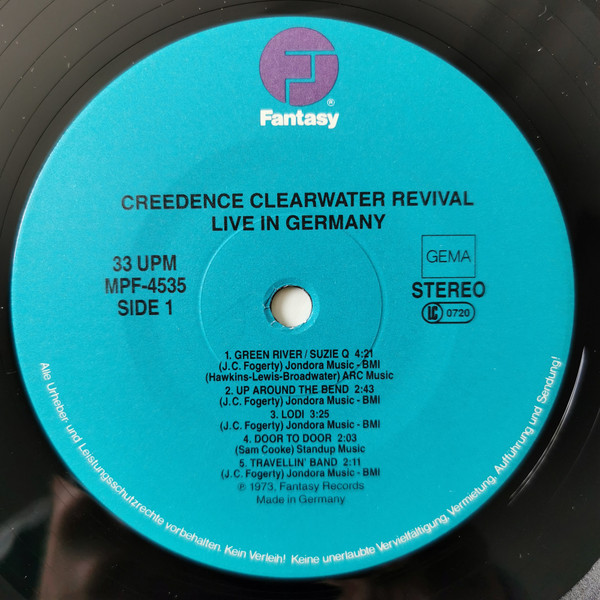 ®
Fantasy
CREEDENCE CLEARWATER REVIVAL
LIVE IN GERMANY
33 UPM
MPF-4535
SIDE 1
GEMA
STEREO
LC 0720
1. GREEN RIVER / SUZIE Q 4:21
(J.C. Fogerty) Jondora Music - BMI
(Hawkins-Lewis-Broadwater) ARC Music
2. UP AROUND THE BEND 2:43
(J.C. Fogerty) Jondora Music - BMI
3. LODI 3:25
(J.C. Fogerty) Jondora Music - BMI
4. DOOR TO DOOR 2:03
(Sam Cooke) Standup Music
5. TRAVELLIN' BAND 2:11
(J.C. Fogerty) Jondora Music - BMI
℗ 1973, Fantasy Records
Made in Germany
Alle Urheber und Leistungsschutzrechte vorbehalten. Kein Verleih! Keine unerlaubte Vervielfältigung, Vermietung, Aufführung und Sendung!